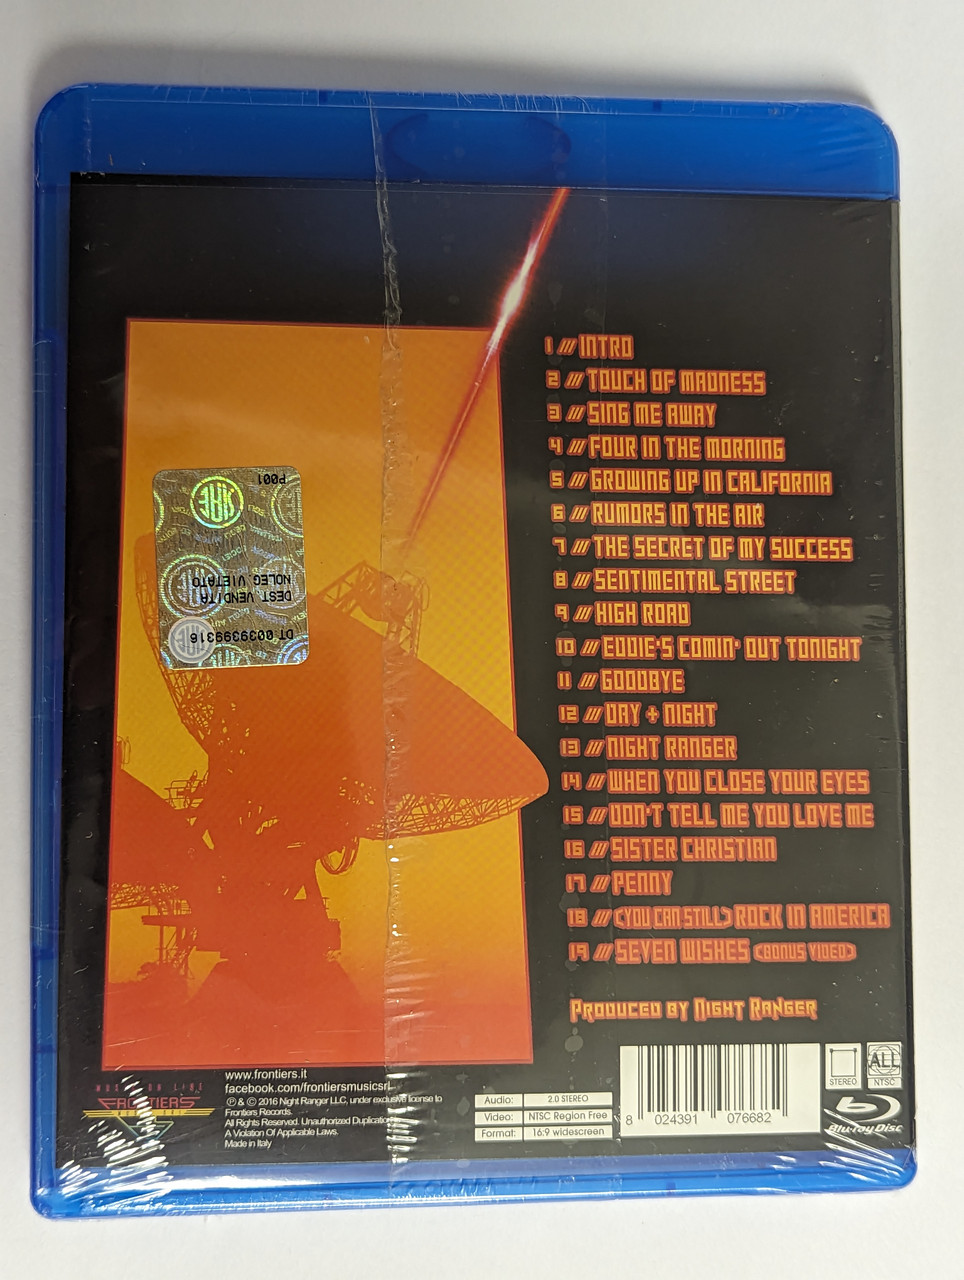 1 /// INTRO
2 /// TOUCH OF MADNESS
3 /// SING ME AWAY
4 /// FOUR IN THE MORNING
5 /// GROWING UP IN CALIFORNIA
6 /// RUMORS IN THE AIR
7 /// THE SECRET OF MY SUCCESS
8 /// SENTIMENTAL STREET
9 /// HIGH ROAD
10 /// EDDIE'S COMIN' OUT TONIGHT
11 /// GOODBYE
12 /// DAY + NIGHT
13 /// NIGHT RANGER
14 /// WHEN YOU CLOSE YOUR EYES
15 /// DON'T TELL ME YOU LOVE ME
16 /// SISTER CHRISTIAN
17 /// PENNY
18 /// (YOU CAN STILL) ROCK IN AMERICA
19 /// SEVEN WISHES (BONUS VIDEO)
PRODUCED BY NIGHT RANGER
DT 0039399316
DEST. VENDITA
NOLEG. VIETATO
P001
FRONTIERS
www.frontiers.it
facebook.com/frontiersmusicsrl
℗ & © 2016 Night Ranger LLC, under exclusive license to
Frontiers Records.
All Rights Reserved. Unauthorized Duplication
A Violation Of Applicable Laws.
Made in Italy
Audio: 2.0 STEREO
Video: NTSC Region Free
Format: 16:9 widescreen
8 024391 076682
STEREO
ALL
NTSC
Blu-ray Disc